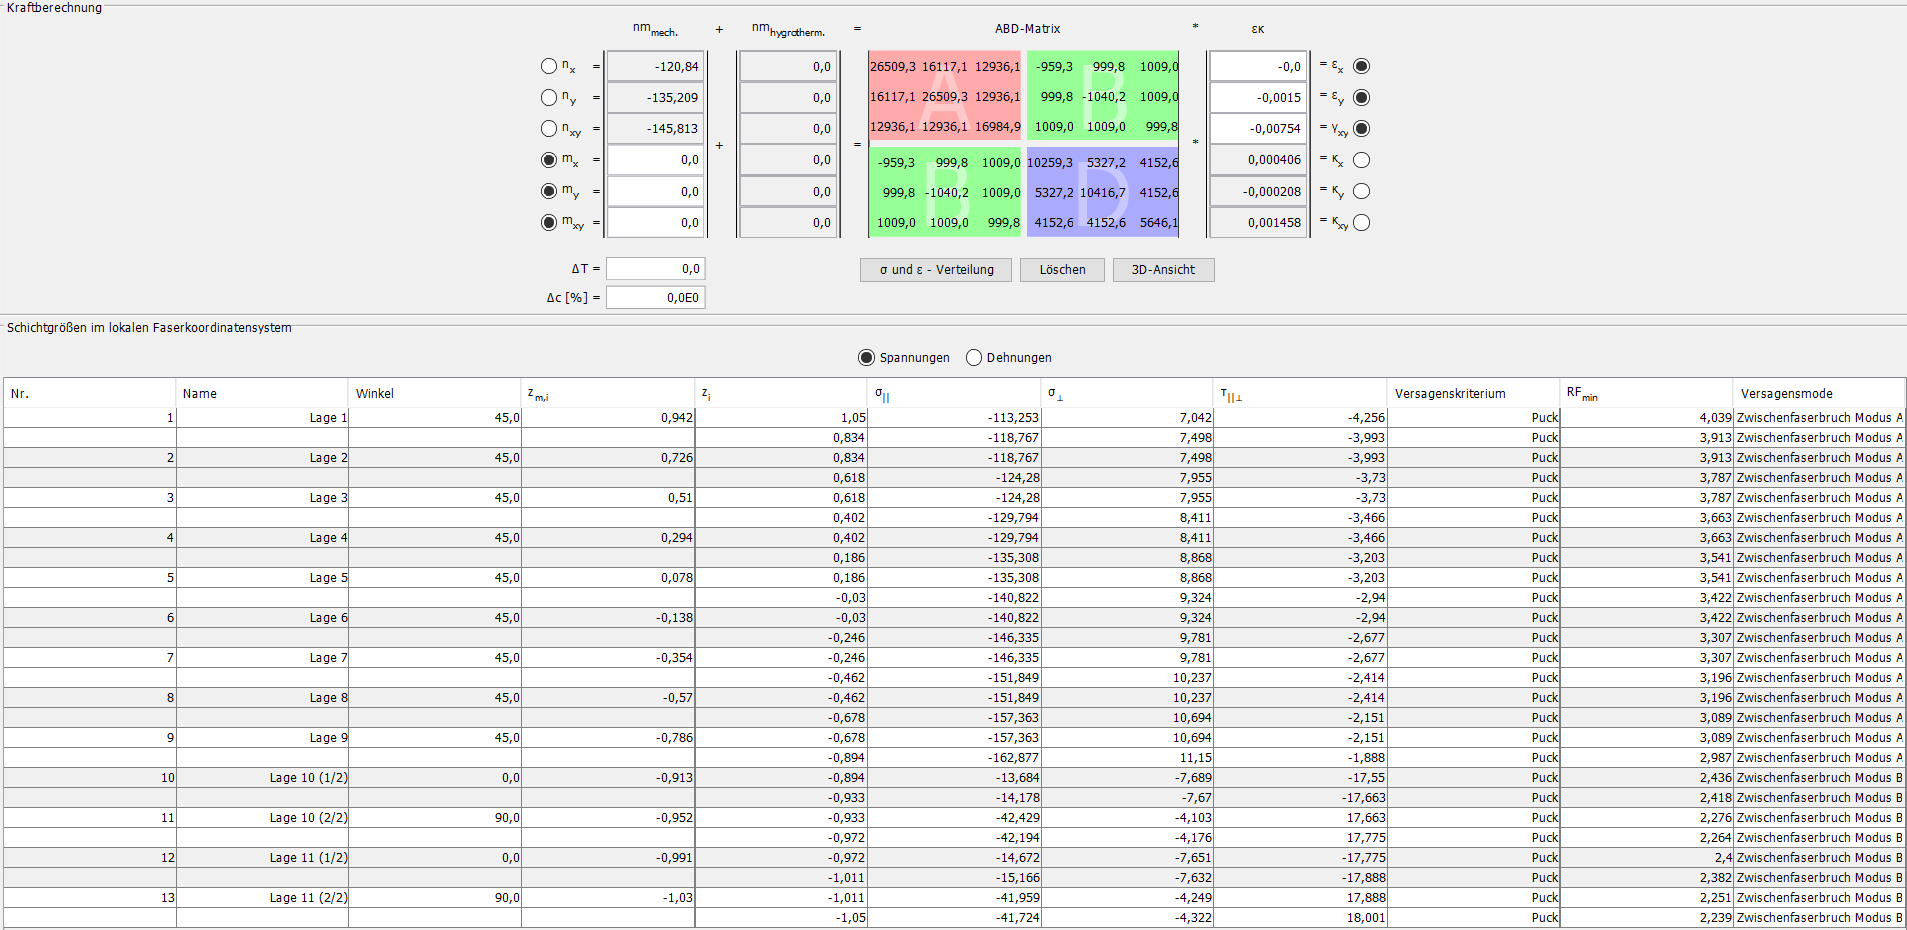 Kraftberechnung
nm mech. + nm hygrotherm. = ABD-Matrix * εκ
n x = -120,84 0,0 26509,3 16117,1 12936,1 -959,3 999,8 1009,0 -0,0 = ε x
n y = -135,209 0,0 16117,1 26509,3 12936,1 999,8 -1040,2 1009,0 -0,0015 = ε y
n xy = -145,813 0,0 12936,1 12936,1 16984,9 1009,0 1009,0 999,8 -0,00754 = γ xy
+ = *
m x = 0,0 0,0 -959,3 999,8 1009,0 10259,3 5327,2 4152,6 0,000406 = κ x
m y = 0,0 0,0 999,8 -1040,2 1009,0 5327,2 10416,7 4152,6 -0,000208 = κ y
m xy = 0,0 0,0 1009,0 1009,0 999,8 4152,6 4152,6 5646,1 0,001458 = κ xy
A B
B D
ΔT = 0,0 σ und ε - Verteilung Löschen 3D-Ansicht
Δc [%] = 0,0E0
Schichtgrößen im lokalen Faserkoordinatensystem
Spannungen Dehnungen
Nr. Name Winkel z m,i z i σ || σ ⊥ τ ||⊥ Versagenskriterium RF min Versagensmode
1 Lage 1 45,0 0,942 1,05 -113,253 7,042 -4,256 Puck 4,039 Zwischenfaserbruch Modus A
0,834 -118,767 7,498 -3,993 Puck 3,913 Zwischenfaserbruch Modus A
2 Lage 2 45,0 0,726 0,834 -118,767 7,498 -3,993 Puck 3,913 Zwischenfaserbruch Modus A
0,618 -124,28 7,955 -3,73 Puck 3,787 Zwischenfaserbruch Modus A
3 Lage 3 45,0 0,51 0,618 -124,28 7,955 -3,73 Puck 3,787 Zwischenfaserbruch Modus A
0,402 -129,794 8,411 -3,466 Puck 3,663 Zwischenfaserbruch Modus A
4 Lage 4 45,0 0,294 0,402 -129,794 8,411 -3,466 Puck 3,663 Zwischenfaserbruch Modus A
0,186 -135,308 8,868 -3,203 Puck 3,541 Zwischenfaserbruch Modus A
5 Lage 5 45,0 0,078 0,186 -135,308 8,868 -3,203 Puck 3,541 Zwischenfaserbruch Modus A
-0,03 -140,822 9,324 -2,94 Puck 3,422 Zwischenfaserbruch Modus A
6 Lage 6 45,0 -0,138 -0,03 -140,822 9,324 -2,94 Puck 3,422 Zwischenfaserbruch Modus A
-0,246 -146,335 9,781 -2,677 Puck 3,307 Zwischenfaserbruch Modus A
7 Lage 7 45,0 -0,354 -0,246 -146,335 9,781 -2,677 Puck 3,307 Zwischenfaserbruch Modus A
-0,462 -151,849 10,237 -2,414 Puck 3,196 Zwischenfaserbruch Modus A
8 Lage 8 45,0 -0,57 -0,462 -151,849 10,237 -2,414 Puck 3,196 Zwischenfaserbruch Modus A
-0,678 -157,363 10,694 -2,151 Puck 3,089 Zwischenfaserbruch Modus A
9 Lage 9 45,0 -0,786 -0,678 -157,363 10,694 -2,151 Puck 3,089 Zwischenfaserbruch Modus A
-0,894 -162,877 11,15 -1,888 Puck 2,987 Zwischenfaserbruch Modus A
10 Lage 10 (1/2) 0,0 -0,913 -0,894 -13,684 -7,689 -17,55 Puck 2,436 Zwischenfaserbruch Modus B
-0,933 -14,178 -7,67 -17,663 Puck 2,418 Zwischenfaserbruch Modus B
11 Lage 10 (2/2) 90,0 -0,952 -0,933 -42,429 -4,103 17,663 Puck 2,276 Zwischenfaserbruch Modus B
-0,972 -42,194 -4,176 17,775 Puck 2,264 Zwischenfaserbruch Modus B
12 Lage 11 (1/2) 0,0 -0,991 -0,972 -14,672 -7,651 -17,775 Puck 2,4 Zwischenfaserbruch Modus B
-1,011 -15,166 -7,632 -17,888 Puck 2,382 Zwischenfaserbruch Modus B
13 Lage 11 (2/2) 90,0 -1,03 -1,011 -41,959 -4,249 17,888 Puck 2,251 Zwischenfaserbruch Modus B
-1,05 -41,724 -4,322 18,001 Puck 2,239 Zwischenfaserbruch Modus B